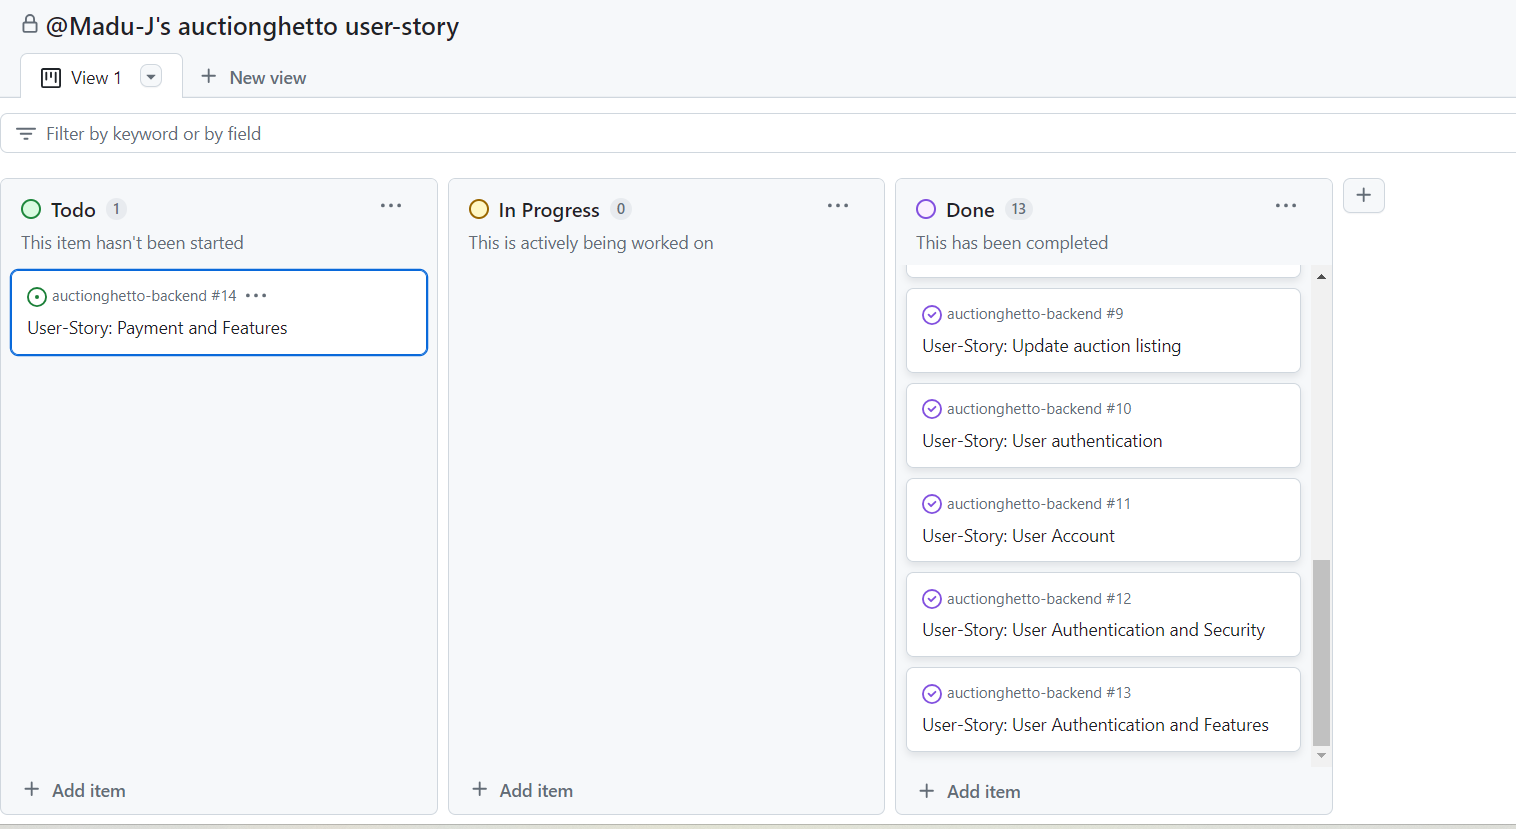 @Madu-J's auctionghetto user-story
View 1
New view
Filter by keyword or by field
Todo 1
This item hasn't been started
auctionghetto-backend #14
User-Story: Payment and Features
Add item
In Progress 0
This is actively being worked on
Add item
Done 13
This has been completed
auctionghetto-backend #9
User-Story: Update auction listing
auctionghetto-backend #10
User-Story: User authentication
auctionghetto-backend #11
User-Story: User Account
auctionghetto-backend #12
User-Story: User Authentication and Security
auctionghetto-backend #13
User-Story: User Authentication and Features
Add item